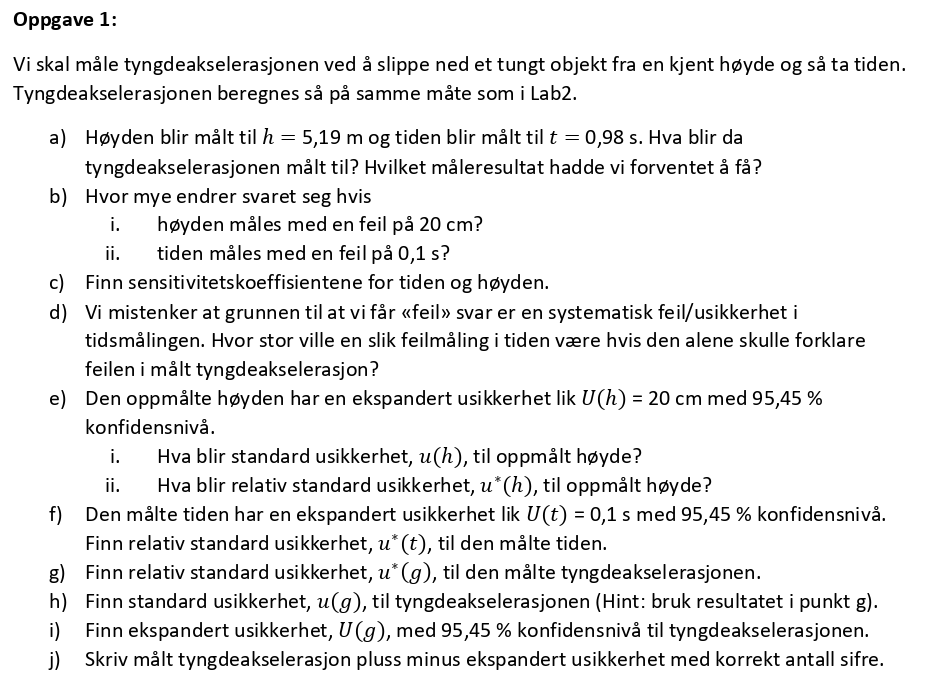 Oppgave 1:
Vi skal måle tyngdeakselerasjonen ved å slippe ned et tungt objekt fra en kjent høyde og så ta tiden.
Tyngdeakselerasjonen beregnes så på samme måte som i Lab2.
a) Høyden blir målt til h = 5,19 m og tiden blir målt til t = 0,98 s. Hva blir da
tyngdeakselerasjonen målt til? Hvilket måleresultat hadde vi forventet å få?
b) Hvor mye endrer svaret seg hvis
i. høyden måles med en feil på 20 cm?
ii. tiden måles med en feil på 0,1 s?
c) Finn sensitivitetskoeffisientene for tiden og høyden.
d) Vi mistenker at grunnen til at vi får «feil» svar er en systematisk feil/usikkerhet i
tidsmålingen. Hvor stor ville en slik feilmåling i tiden være hvis den alene skulle forklare
feilen i målt tyngdeakselerasjon?
e) Den oppmålte høyden har en ekspandert usikkerhet lik U(h) = 20 cm med 95,45 %
konfidensnivå.
i. Hva blir standard usikkerhet, u(h), til oppmålt høyde?
ii. Hva blir relativ standard usikkerhet, u*(h), til oppmålt høyde?
f) Den målte tiden har en ekspandert usikkerhet lik U(t) = 0,1 s med 95,45 % konfidensnivå.
Finn relativ standard usikkerhet, u*(t), til den målte tiden.
g) Finn relativ standard usikkerhet, u*(g), til den målte tyngdeakselerasjonen.
h) Finn standard usikkerhet, u(g), til tyngdeakselerasjonen (Hint: bruk resultatet i punkt g).
i) Finn ekspandert usikkerhet, U(g), med 95,45 % konfidensnivå til tyngdeakselerasjonen.
j) Skriv målt tyngdeakselerasjon pluss minus ekspandert usikkerhet med korrekt antall sifre.